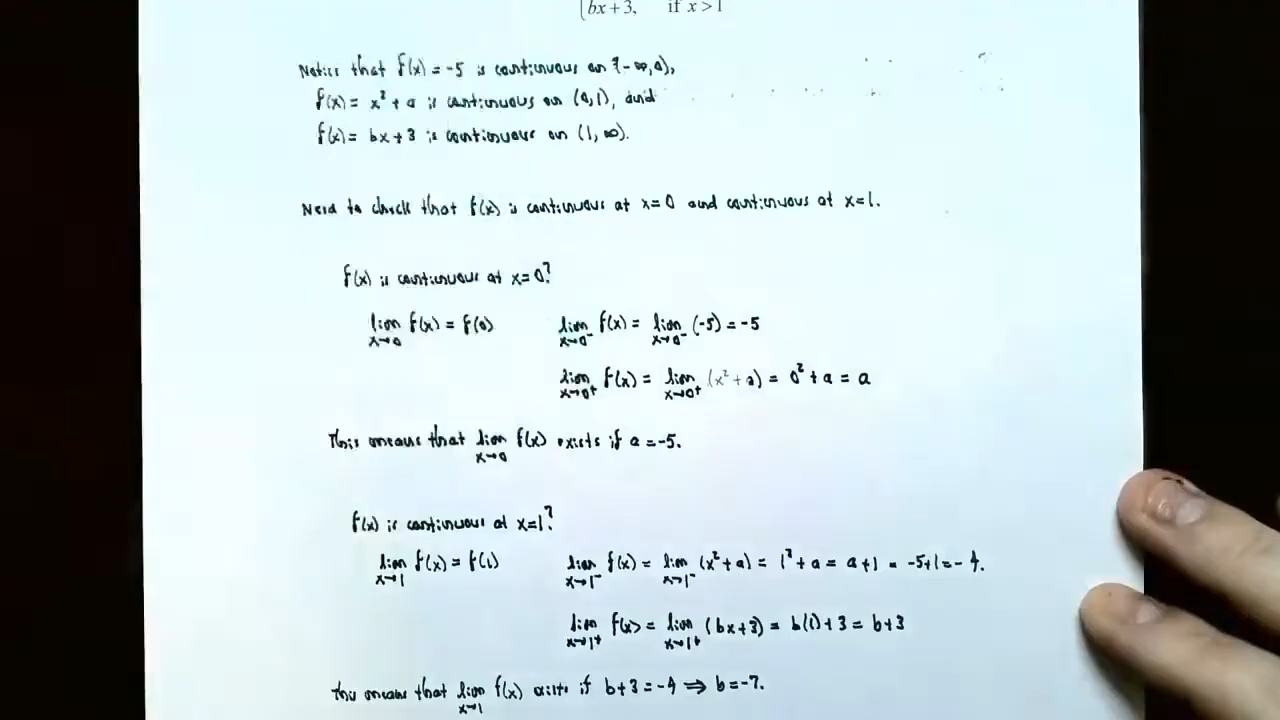 bx + 3, if x > 1
Notice that f(x) = -5 is continuous on (-∞, 0),
f(x) = x² + a is continuous on (0,1), and
f(x) = bx + 3 is continuous on (1, ∞).
Need to check that f(x) is continuous at x=0 and continuous at x=1.
f(x) is continuous at x=0?
lim x→0 f(x) = f(0) lim x→0⁻ f(x) = lim x→0⁻ (-5) = -5
lim x→0⁺ f(x) = lim x→0⁺ (x² + a) = 0² + a = a
This means that lim x→0 f(x) exists if a = -5.
f(x) is continuous at x=1?
lim x→1 f(x) = f(1) lim x→1⁻ f(x) = lim x→1⁻ (x² + a) = 1² + a = a+1 = -5+1 = -4.
lim x→1⁺ f(x) = lim x→1⁺ (bx+3) = b(1)+3 = b+3
This means that lim x→1 f(x) exists if b+3 = -4 ⇒ b = -7.